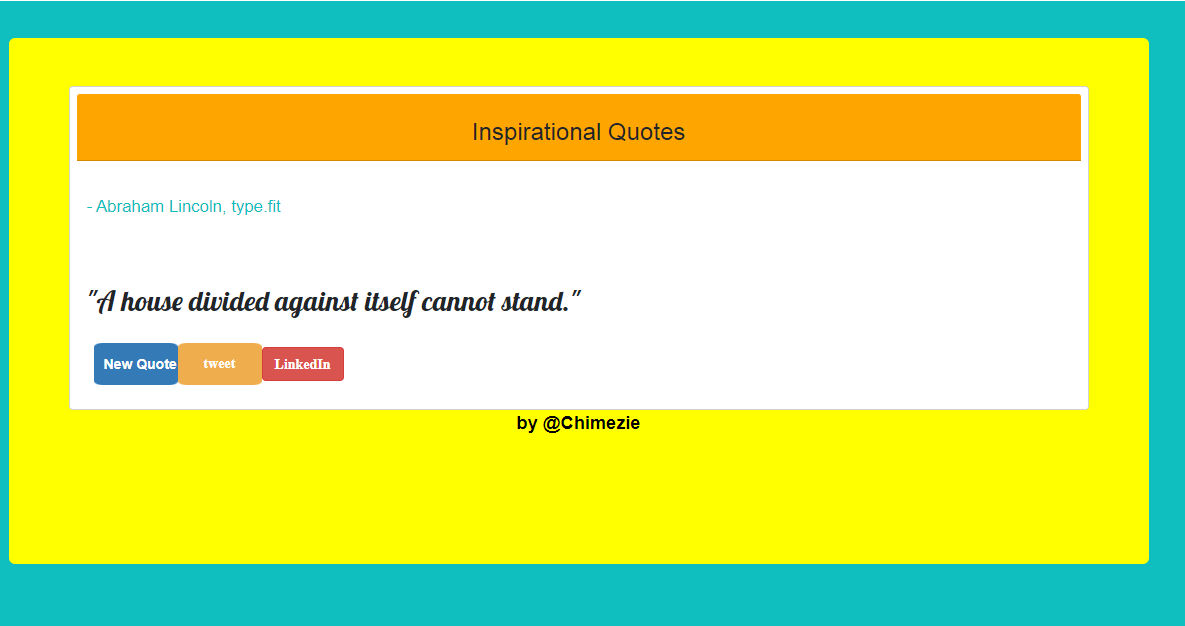 Inspirational Quotes
- Abraham Lincoln, type.fit
"A house divided against itself cannot stand."
New Quote tweet LinkedIn
by @Chimezie